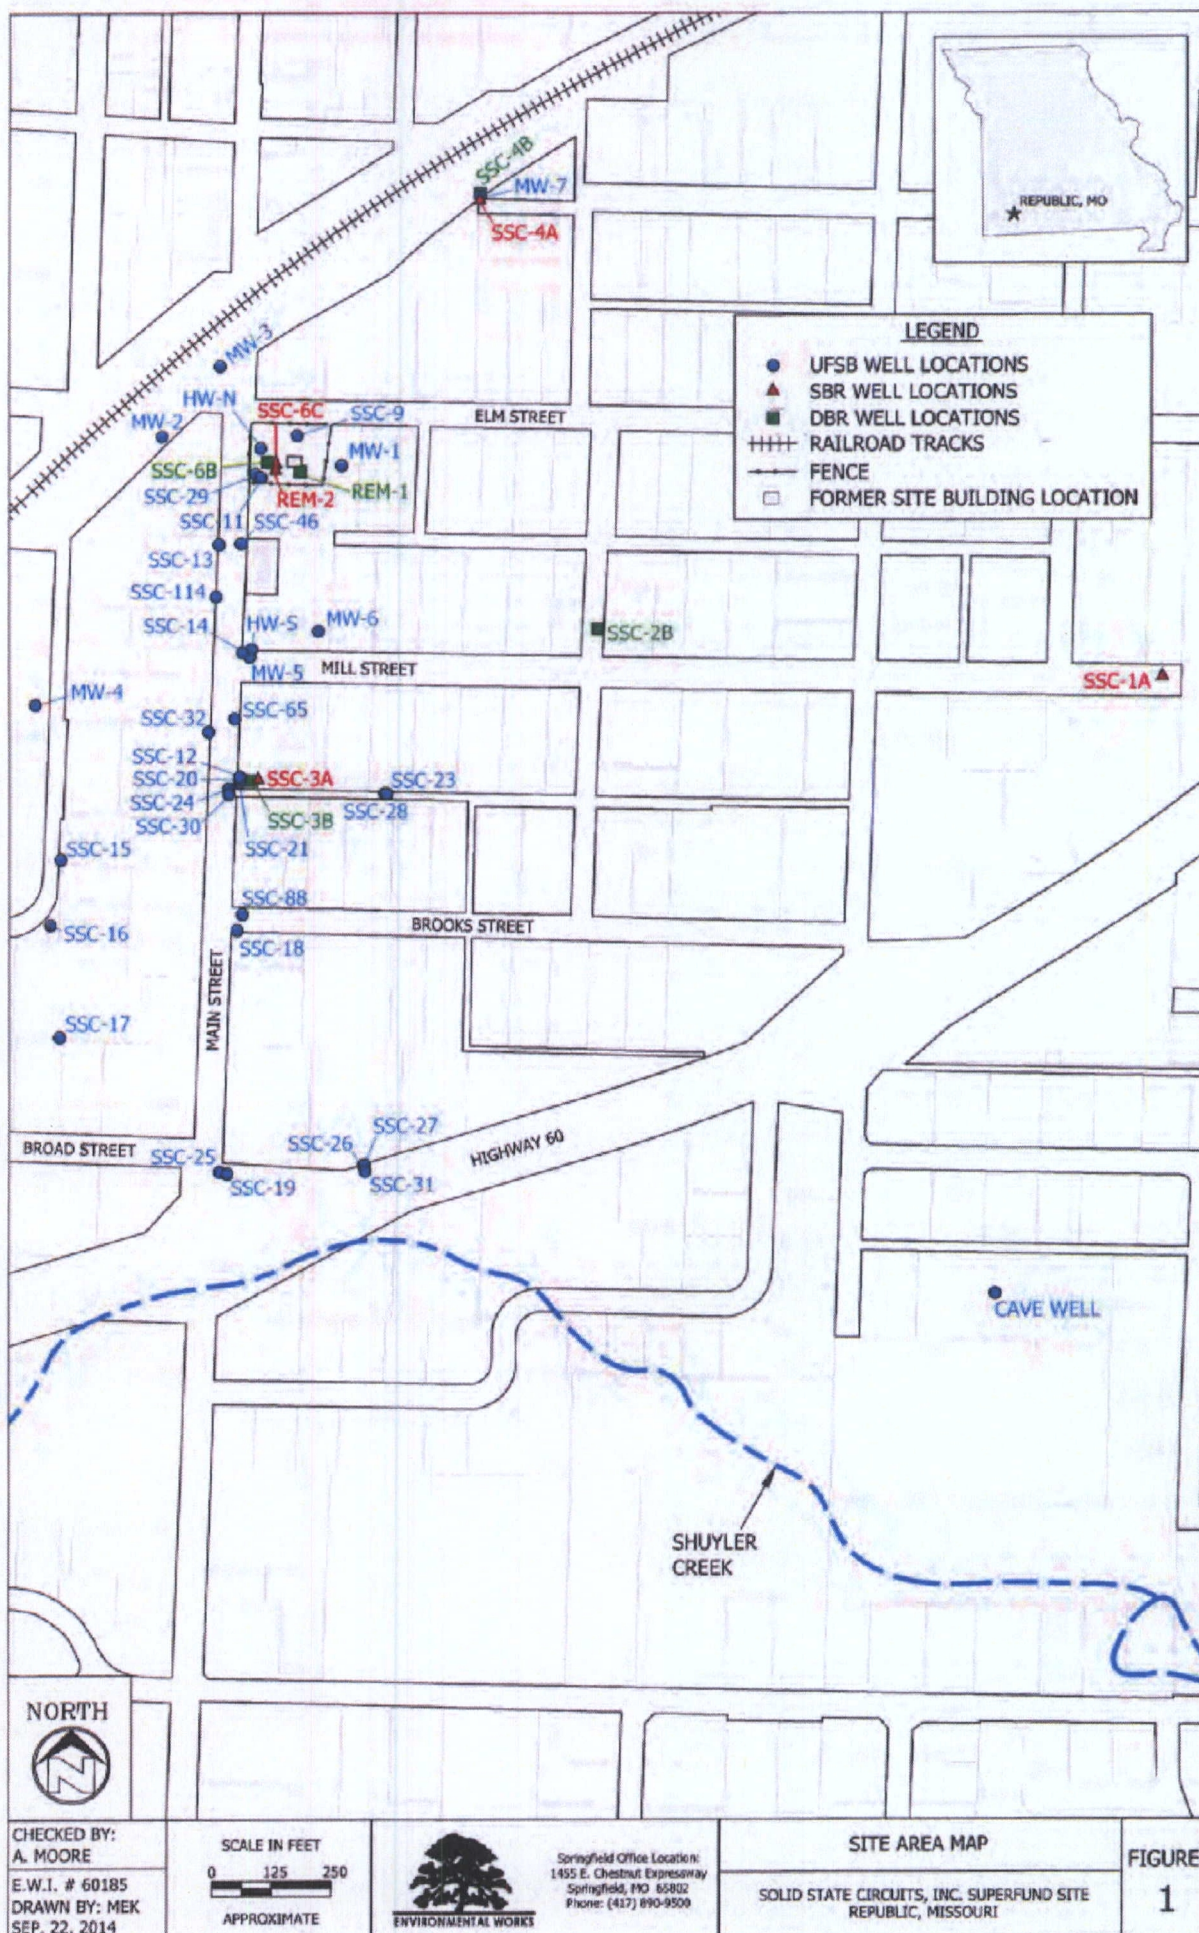 SSC-4B
MW-7
SSC-4A
REPUBLIC, MO
LEGEND
UFSB WELL LOCATIONS
SBR WELL LOCATIONS
DBR WELL LOCATIONS
RAILROAD TRACKS
FENCE
FORMER SITE BUILDING LOCATION
MW-3
HW-N
SSC-6C
SSC-9
ELM STREET
MW-2
MW-1
SSC-6B
SSC-29
REM-2
REM-1
SSC-11
SSC-46
SSC-13
SSC-114
SSC-14
HW-S
MW-6
SSC-2B
MILL STREET
MW-5
SSC-1A
MW-4
SSC-65
SSC-32
SSC-12
SSC-20
SSC-3A
SSC-23
SSC-24
SSC-28
SSC-30
SSC-3B
SSC-21
SSC-15
SSC-88
BROOKS STREET
SSC-16
SSC-18
MAIN STREET
SSC-17
BROAD STREET
SSC-25
SSC-19
SSC-26
SSC-27
SSC-31
HIGHWAY 60
CAVE WELL
SHUYLER
CREEK
NORTH
N
CHECKED BY:
A. MOORE
E.W.I. # 60185
DRAWN BY: MEK
SEP. 22, 2014
SCALE IN FEET
0 125 250
APPROXIMATE
ENVIRONMENTAL WORKS
Springfield Office Location:
1455 E. Chestnut Expressway
Springfield, MO 65802
Phone: (417) 890-9500
SITE AREA MAP
SOLID STATE CIRCUITS, INC. SUPERFUND SITE
REPUBLIC, MISSOURI
FIGURE
1